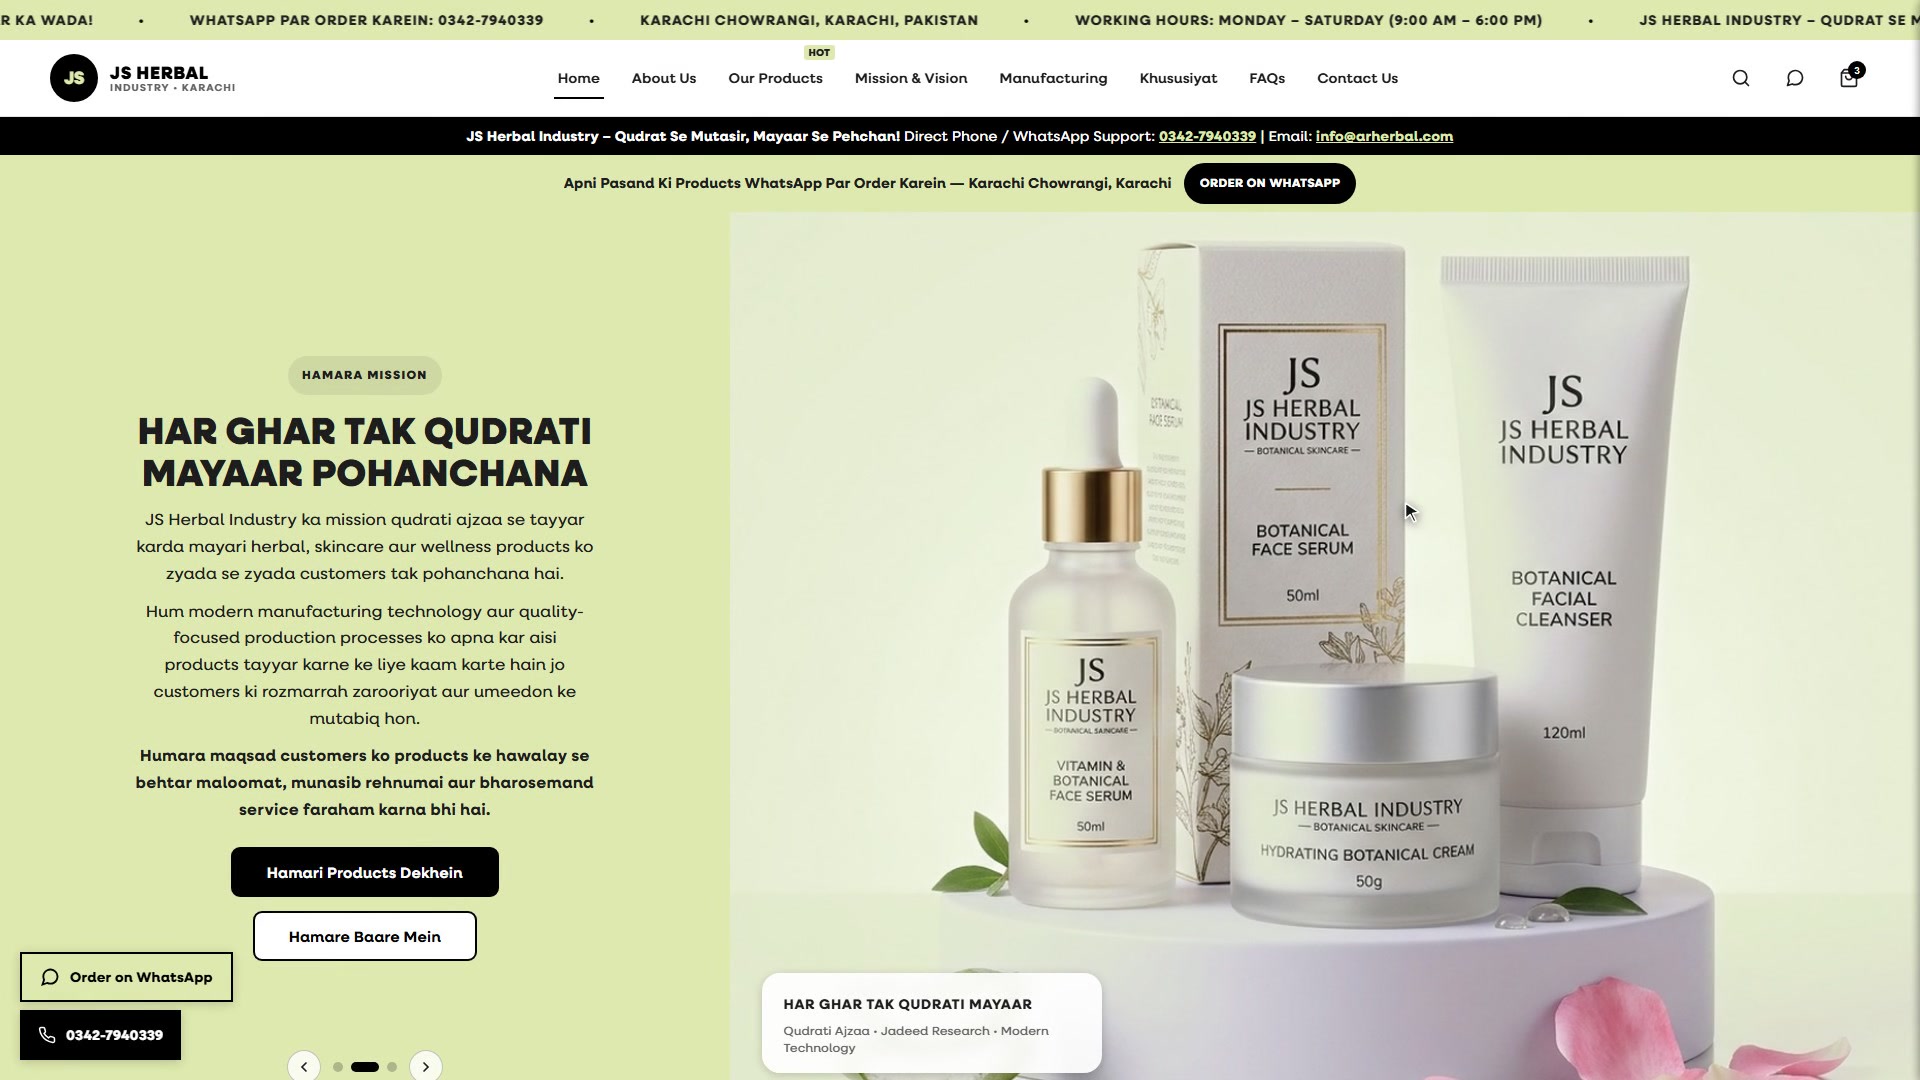 R KA WADA! • WHATSAPP PAR ORDER KAREIN: 0342-7940339 • KARACHI CHOWRANGI, KARACHI, PAKISTAN • WORKING HOURS: MONDAY – SATURDAY (9:00 AM – 6:00 PM) • JS HERBAL INDUSTRY – QUDRAT SE M
HOT
JS
JS HERBAL
INDUSTRY • KARACHI
Home About Us Our Products Mission & Vision Manufacturing Khususiyat FAQs Contact Us
3
JS Herbal Industry – Qudrat Se Mutasir, Mayaar Se Pehchan! Direct Phone / WhatsApp Support: 0342-7940339 | Email: info@arherbal.com
Apni Pasand Ki Products WhatsApp Par Order Karein — Karachi Chowrangi, Karachi ORDER ON WHATSAPP
HAMARA MISSION
HAR GHAR TAK QUDRATI
MAYAAR POHANCHANA
JS Herbal Industry ka mission qudrati ajzaa se tayyar
karda mayari herbal, skincare aur wellness products ko
zyada se zyada customers tak pohanchana hai.
Hum modern manufacturing technology aur quality-
focused production processes ko apna kar aisi
products tayyar karne ke liye kaam karte hain jo
customers ki rozmarrah zarooriyat aur umeedon ke
mutabiq hon.
Humara maqsad customers ko products ke hawalay se
behtar maloomat, munasib rehnumai aur bharosemand
service faraham karna bhi hai.
Hamari Products Dekhein
Hamare Baare Mein
Order on WhatsApp
0342-7940339
JS
JS HERBAL
INDUSTRY
— BOTANICAL SKINCARE —
BOTANICAL
FACE SERUM
50ml
JS
JS HERBAL
INDUSTRY
BOTANICAL
FACIAL
CLEANSER
120ml
JS
JS HERBAL
INDUSTRY
— BOTANICAL SKINCARE —
VITAMIN &
BOTANICAL
FACE SERUM
50ml
JS HERBAL INDUSTRY
— BOTANICAL SKINCARE —
HYDRATING BOTANICAL CREAM
50g
HAR GHAR TAK QUDRATI MAYAAR
Qudrati Ajzaa • Jadeed Research • Modern
Technology